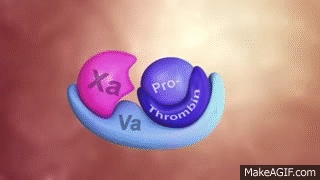 Xa
Pro-
Thrombin
Va
MakeAGIF.com